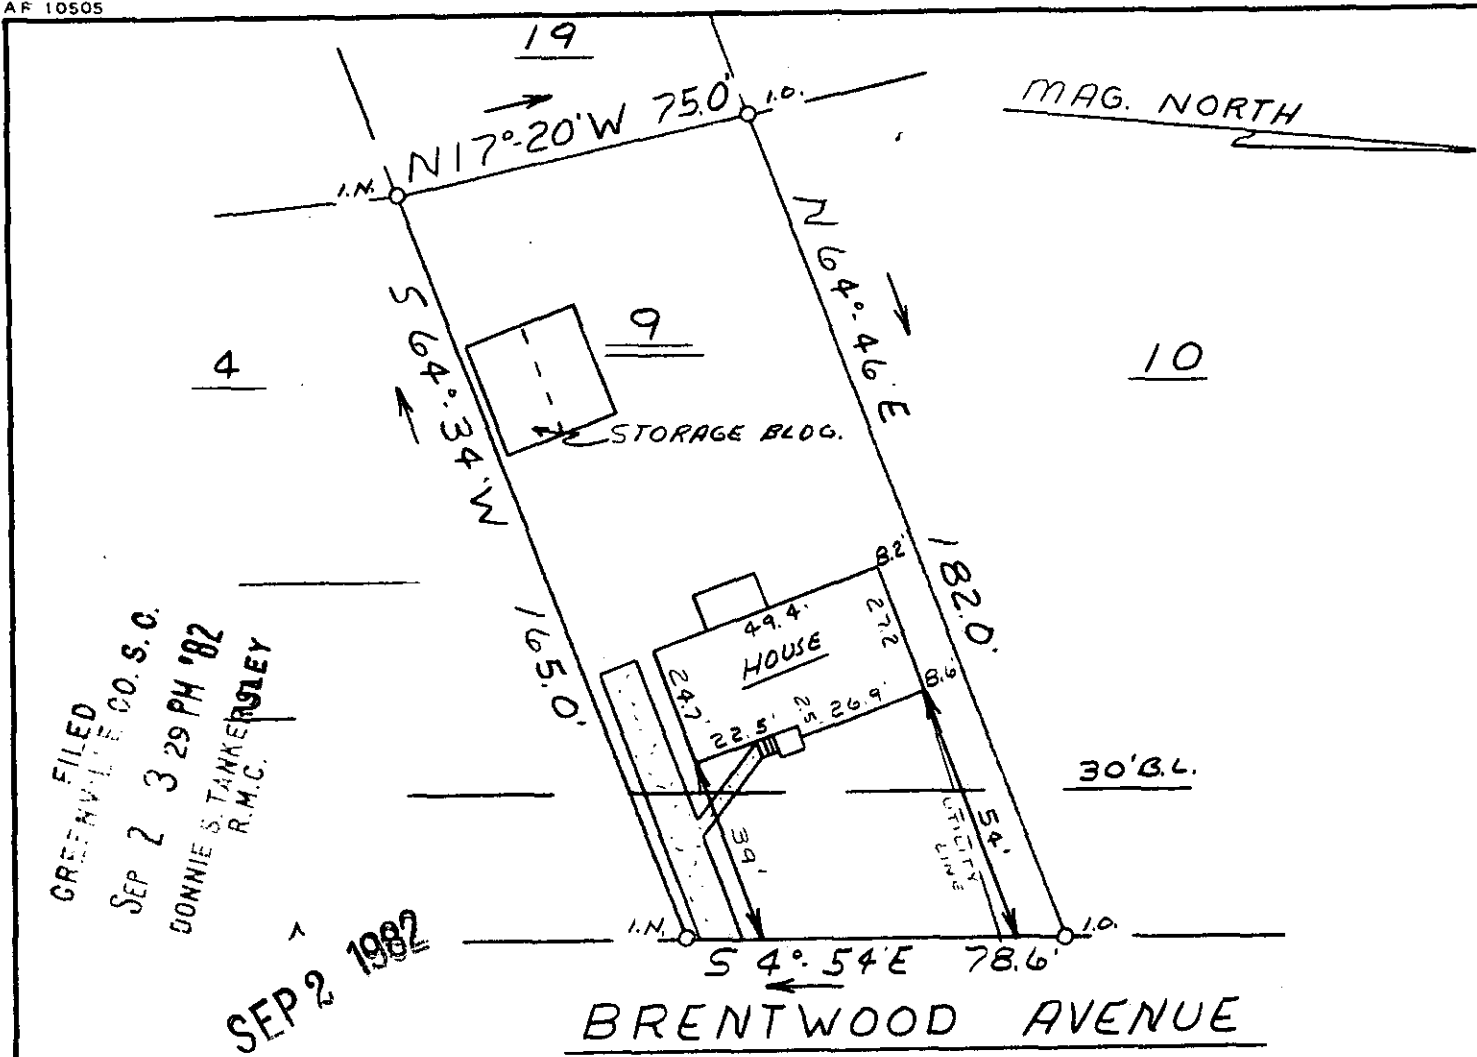 AF 10505
19
MAG. NORTH
N17°-20'W 75.0'
I.O.
I.N.
S 64°-34'W
165.0'
N 64°-46'E
182.0'
4
9
10
STORAGE BLDG.
8.2'
49.4'
HOUSE
27.2
24.7'
8.6'
22.5'
2.5
26.9'
30'B.L.
39'
UTILITY
LINE
54'
FILED
GREENVILLE CO. S. C.
SEP 2 3 29 PM '82
DONNIE S. TANKERSLEY
R.M.C.
SEP 2 1982
I.N.
I.O.
S 4°-54'E 78.6'
BRENTWOOD AVENUE